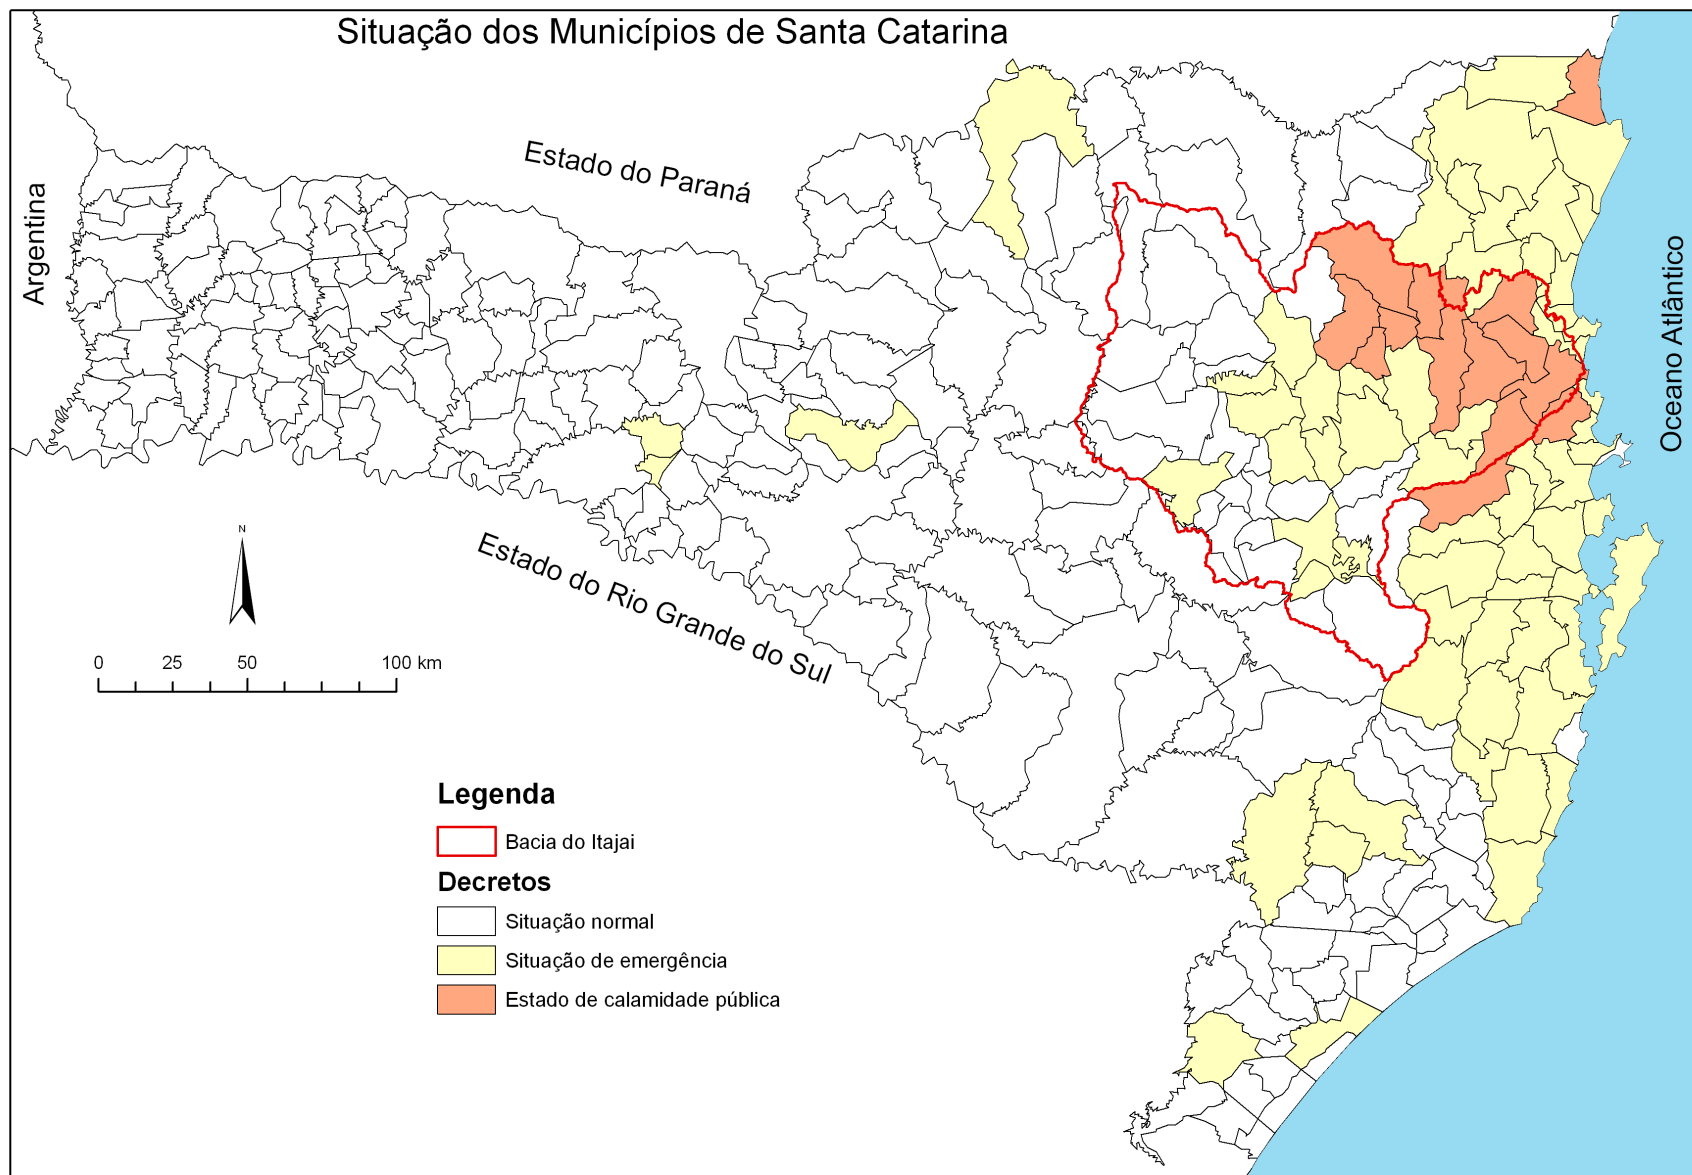 Situação dos Municípios de Santa Catarina
Estado do Paraná
Argentina
Oceano Atlântico
N
Estado do Rio Grande do Sul
0 25 50 100 km
Legenda
Bacia do Itajai
Decretos
Situação normal
Situação de emergência
Estado de calamidade pública